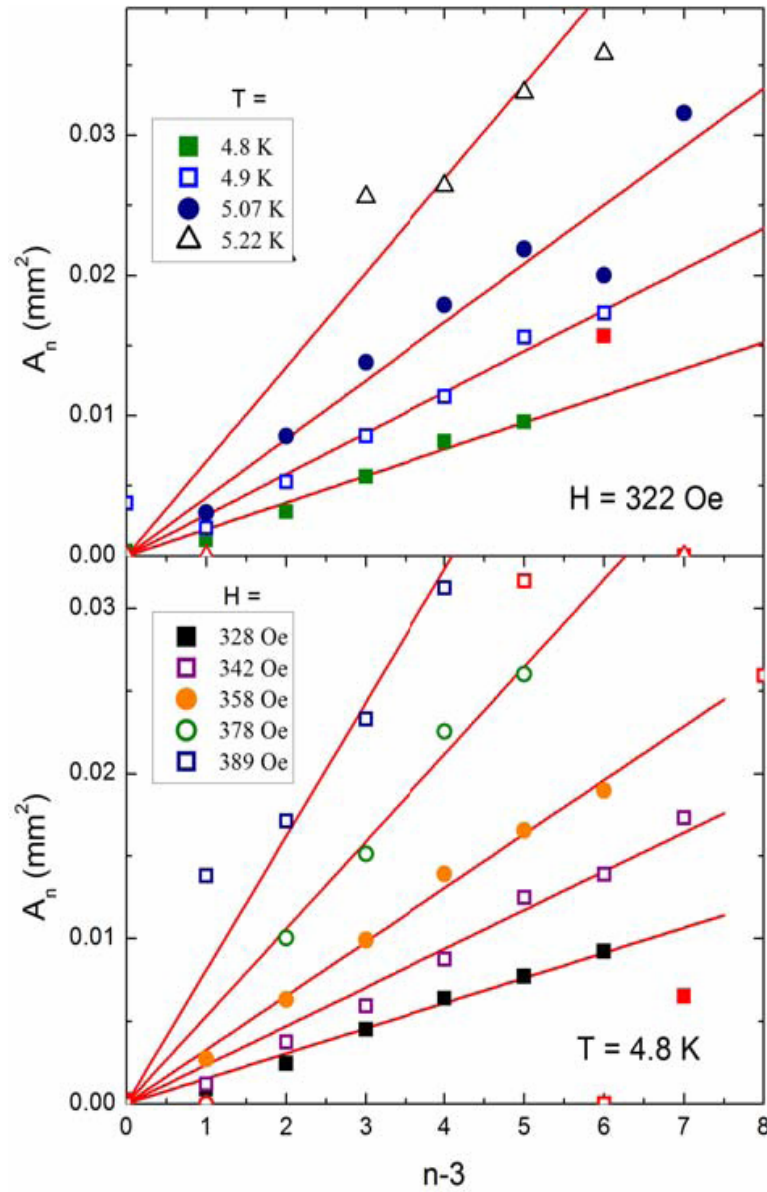 T =
4.8 K
4.9 K
5.07 K
5.22 K
0.03
0.02
0.01
0.00
Aₙ (mm²)
H = 322 Oe
H =
328 Oe
342 Oe
358 Oe
378 Oe
389 Oe
0.03
0.02
0.01
0.00
Aₙ (mm²)
T = 4.8 K
0 1 2 3 4 5 6 7 8
n-3